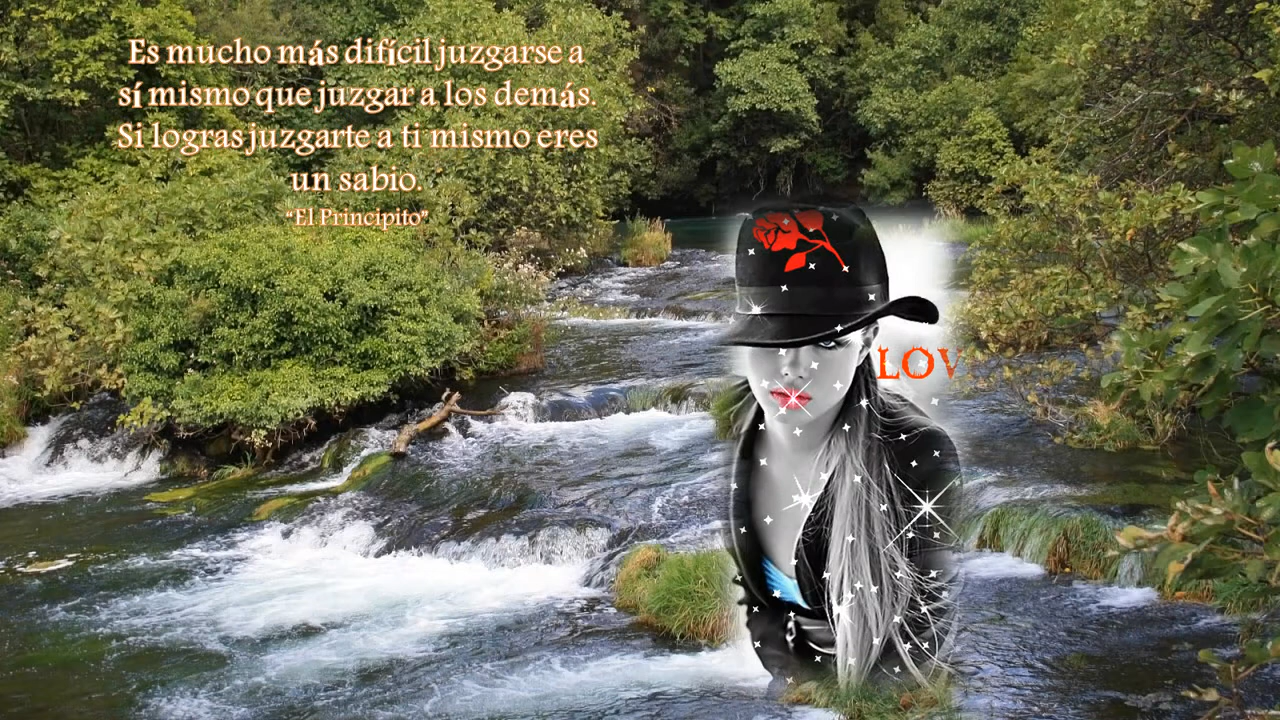 Es mucho más difícil juzgarse a
sí mismo que juzgar a los demás.
Si logras juzgarte a ti mismo eres
un sabio.
“El Principito”
LOV